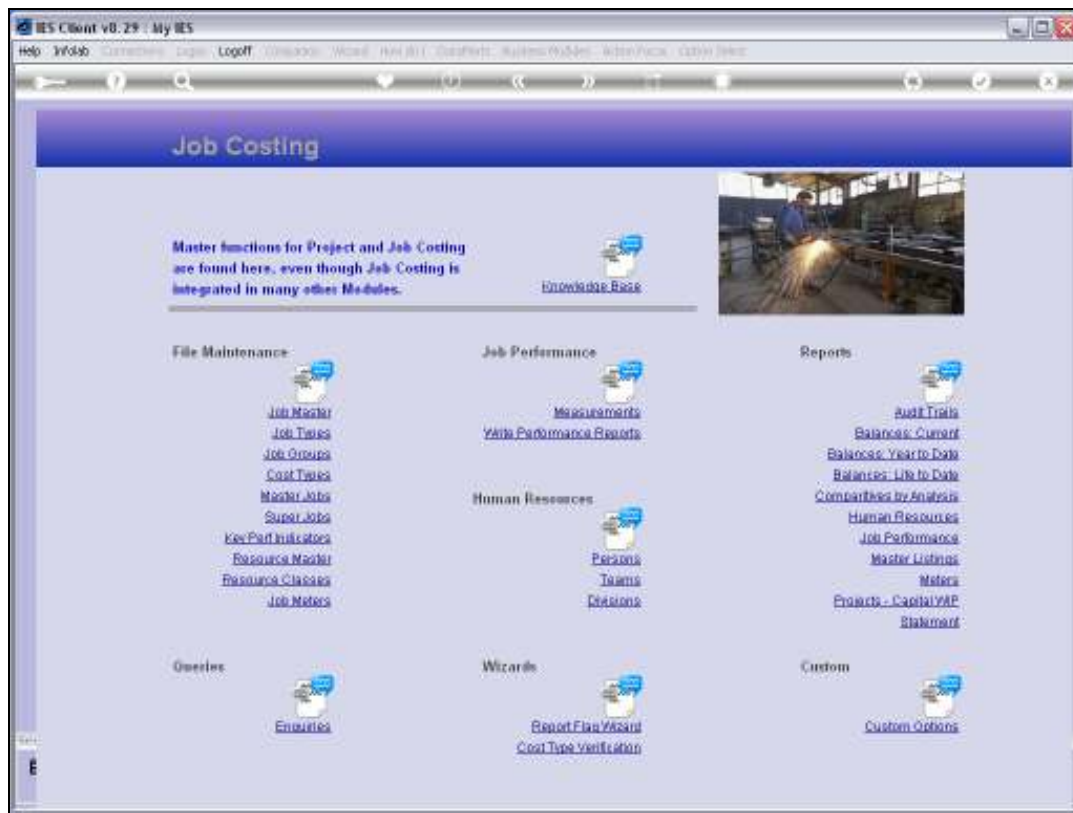 IES Client v8.29 : My IES
Help Infolab Logoff
Job Costing
Master functions for Project and Job Costing
are found here, even though Job Costing is
integrated in many other Modules.
Knowledge Base
File Maintenance
Job Master
Job Types
Job Groups
Cost Types
Master Jobs
Super Jobs
Key Perf Indicators
Resource Master
Resource Classes
Job Meters
Job Performance
Measurements
Write Performance Reports
Human Resources
Persons
Teams
Divisions
Reports
Audit Trails
Balances: Current
Balances: Year to Date
Balances: Life to Date
Comparitives by Analysis
Human Resources
Job Performance
Master Listings
Meters
Projects - Capital WIP
Statement
Queries
Enquiries
Wizards
Report Flag Wizard
Cost Type Verification
Custom
Custom Options